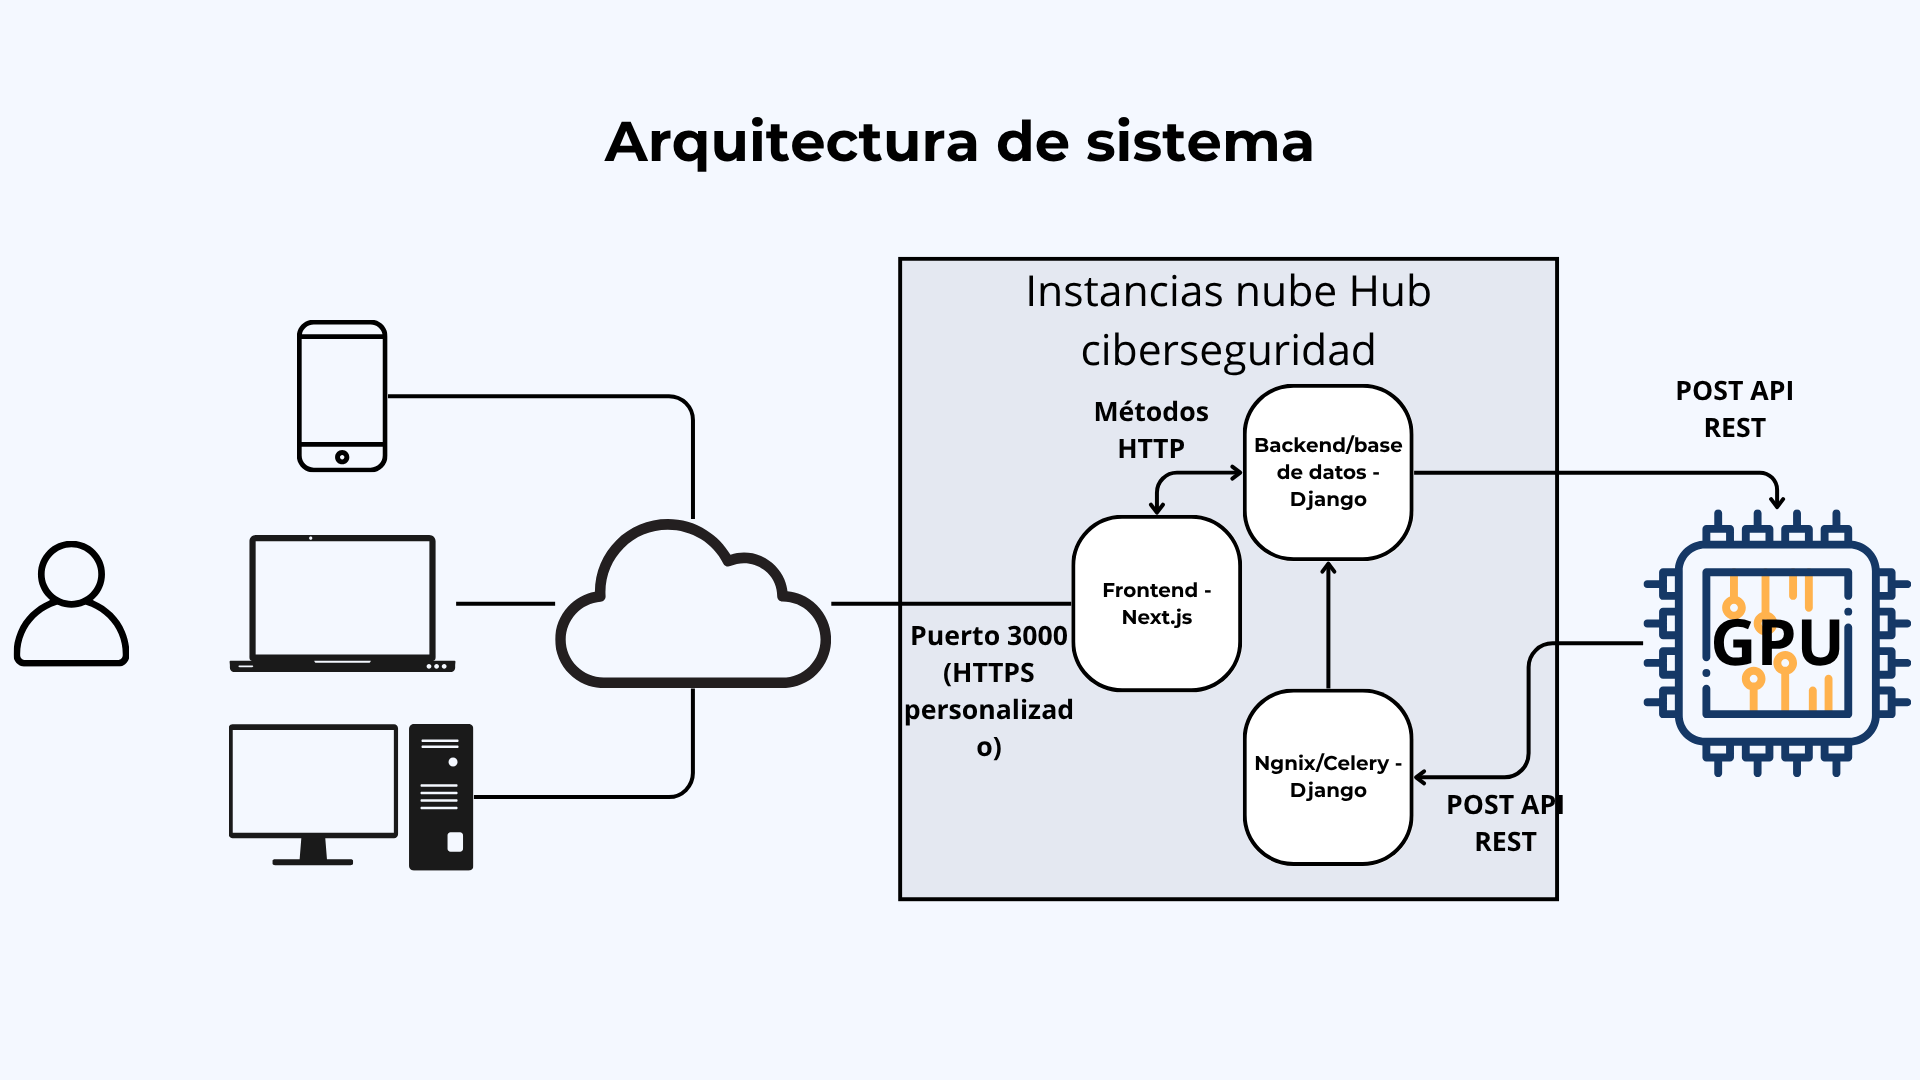 Arquitectura de sistema
Instancias nube Hub
ciberseguridad
Métodos
HTTP
Backend/base
de datos -
Django
POST API
REST
Frontend -
Next.js
Puerto 3000
(HTTPS
personalizad
o)
GPU
Ngnix/Celery -
Django
POST API
REST